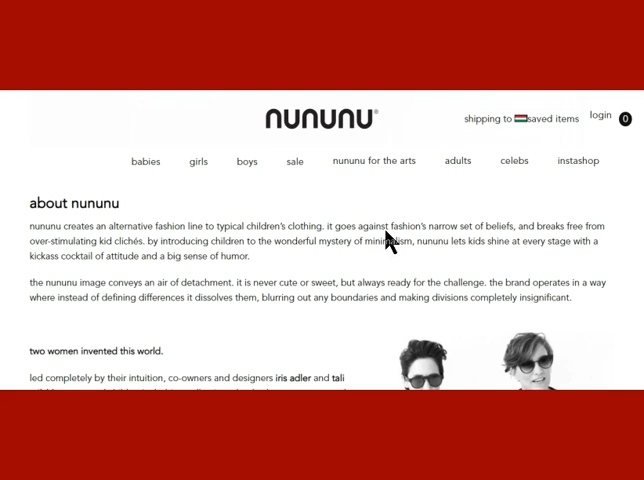 nununu®
shipping to saved items login 0
babies girls boys sale nununu for the arts adults celebs instashop
about nununu
nununu creates an alternative fashion line to typical children's clothing. it goes against fashion's narrow set of beliefs, and breaks free from
over-stimulating kid clichés. by introducing children to the wonderful mystery of minimalism, nununu lets kids shine at every stage with a
kickass cocktail of attitude and a big sense of humor.
the nununu image conveys an air of detachment. it is never cute or sweet, but always ready for the challenge. the brand operates in a way
where instead of defining differences it dissolves them, blurring out any boundaries and making divisions completely insignificant.
two women invented this world.
led completely by their intuition, co-owners and designers iris adler and tali